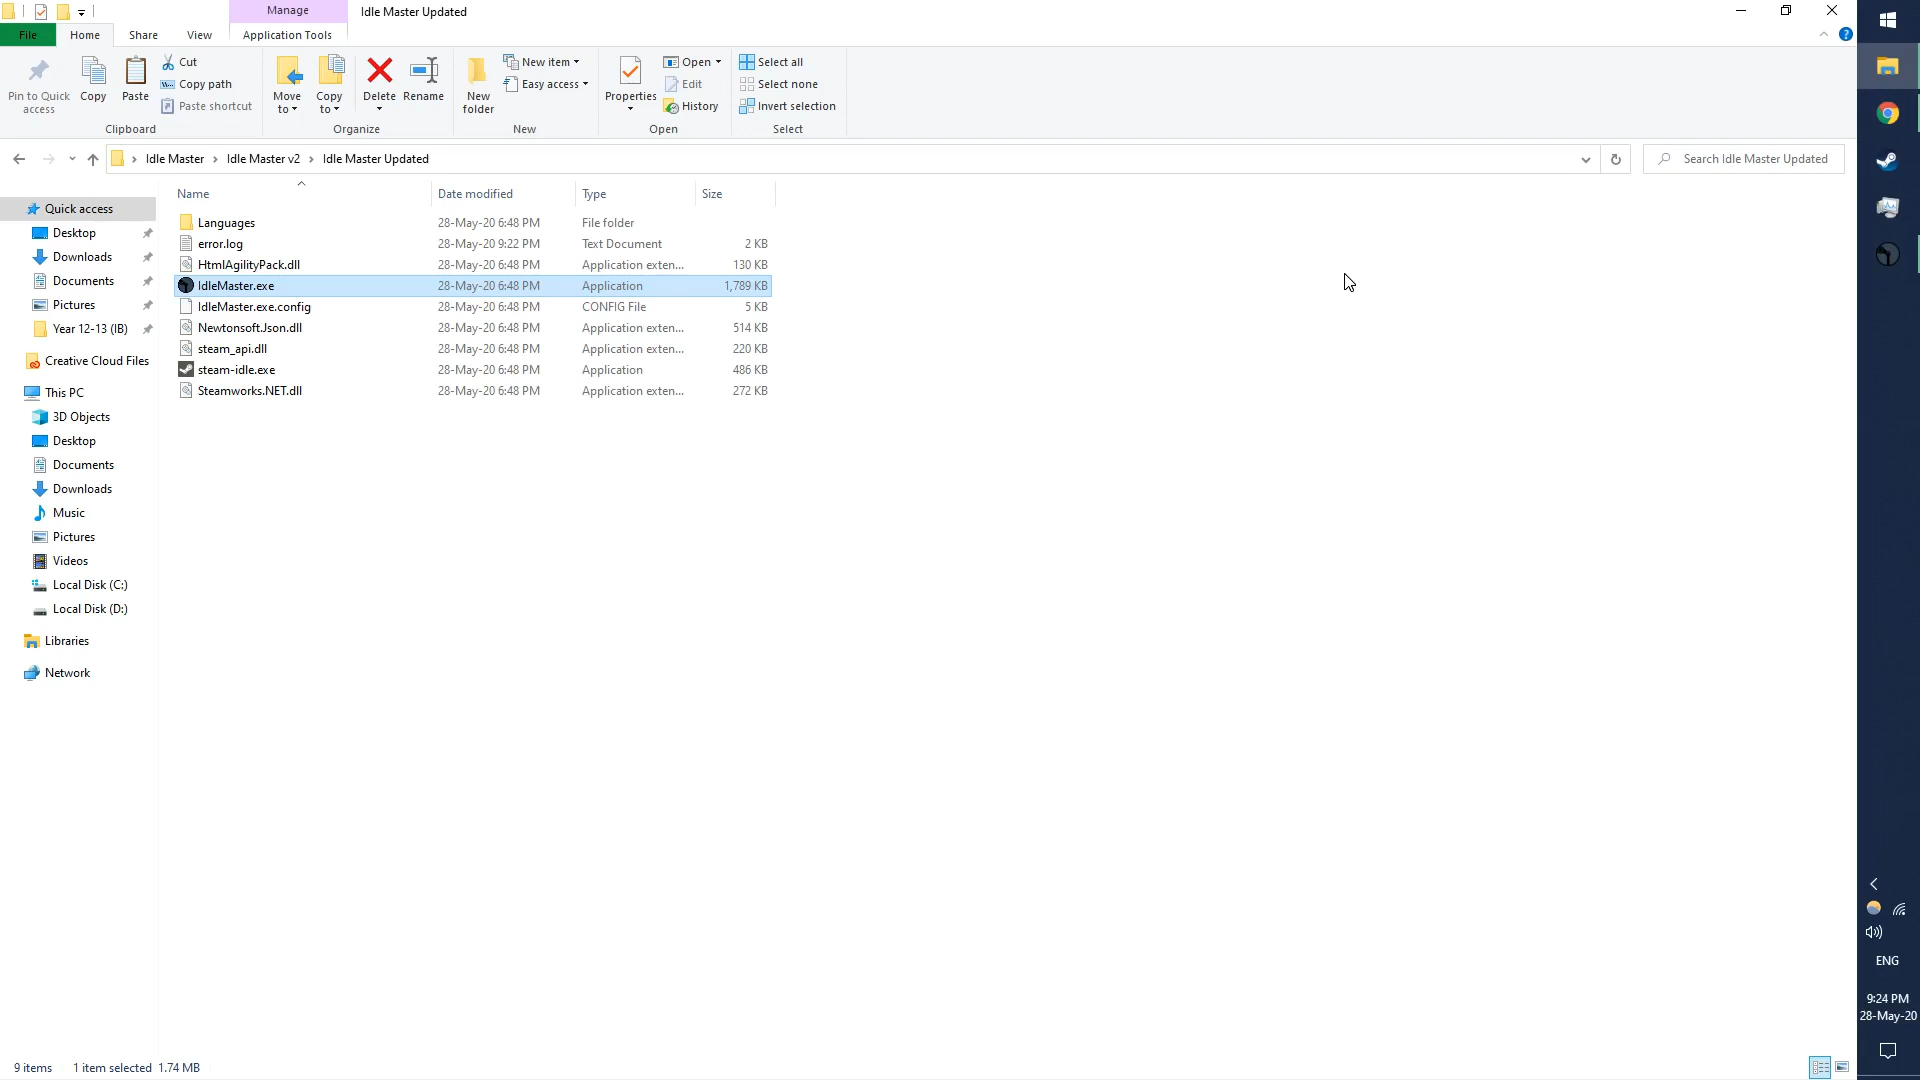 Manage
Idle Master Updated
File
Home
Share
View
Application Tools
Pin to Quick
access
Copy
Paste
Cut
Copy path
Paste shortcut
Clipboard
Move
to
Copy
to
Delete
Rename
Organize
New
folder
New item
Easy access
New
Properties
Open
Edit
History
Open
Select all
Select none
Invert selection
Select
Idle Master
Idle Master v2
Idle Master Updated
Search Idle Master Updated
Name
Date modified
Type
Size
Languages 28-May-20 6:48 PM File folder
error.log 28-May-20 9:22 PM Text Document 2 KB
HtmlAgilityPack.dll 28-May-20 6:48 PM Application exten... 130 KB
IdleMaster.exe 28-May-20 6:48 PM Application 1,789 KB
IdleMaster.exe.config 28-May-20 6:48 PM CONFIG File 5 KB
Newtonsoft.Json.dll 28-May-20 6:48 PM Application exten... 514 KB
steam_api.dll 28-May-20 6:48 PM Application exten... 220 KB
steam-idle.exe 28-May-20 6:48 PM Application 486 KB
Steamworks.NET.dll 28-May-20 6:48 PM Application exten... 272 KB
Quick access
Desktop
Downloads
Documents
Pictures
Year 12-13 (IB)
Creative Cloud Files
This PC
3D Objects
Desktop
Documents
Downloads
Music
Pictures
Videos
Local Disk (C:)
Local Disk (D:)
Libraries
Network
9 items
1 item selected 1.74 MB
ENG
9:24 PM
28-May-20